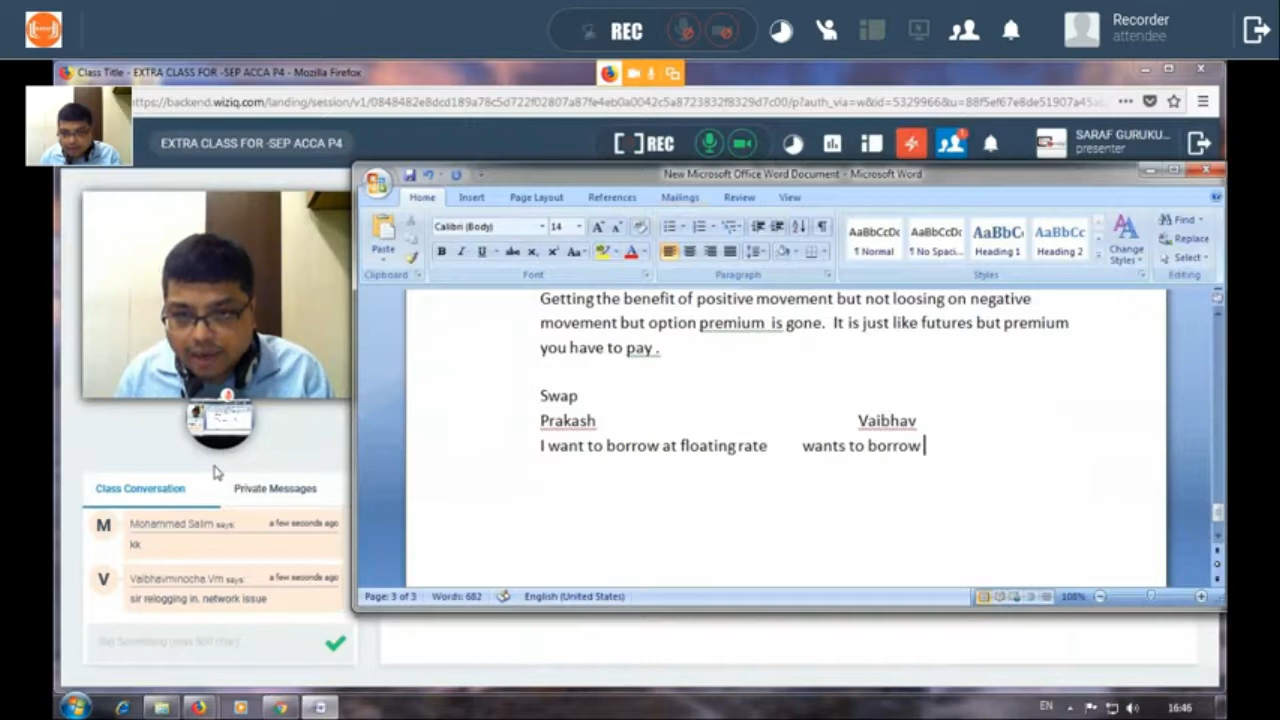 REC
Recorder
attendee
Class Title - EXTRA CLASS FOR -SEP ACCA P4 - Mozilla Firefox
EXTRA CLASS FOR -SEP ACCA P4
REC
SARAF GURUKU...
presenter
New Microsoft Office Word Document - Microsoft Word
Home Insert Page Layout References Mailings Review View
Calibri (Body) 14
Paste
AaBbCcDc AaBbCcDc AaBbC AaBbCc
¶ Normal ¶ No Spaci... Heading 1 Heading 2
Change Styles
Find
Replace
Select
Clipboard Font Paragraph Styles Editing
Getting the benefit of positive movement but not loosing on negative
movement but option premium is gone. It is just like futures but premium
you have to pay .
Swap
Prakash Vaibhav
I want to borrow at floating rate wants to borrow
Class Conversation Private Messages
M Mohammad Salim says: a few seconds ago
kk
V Vaibhavminocha Vm says: a few seconds ago
sir relogging in. network issue
Page: 3 of 3 Words: 682 English (United States) 108%
EN 16:46